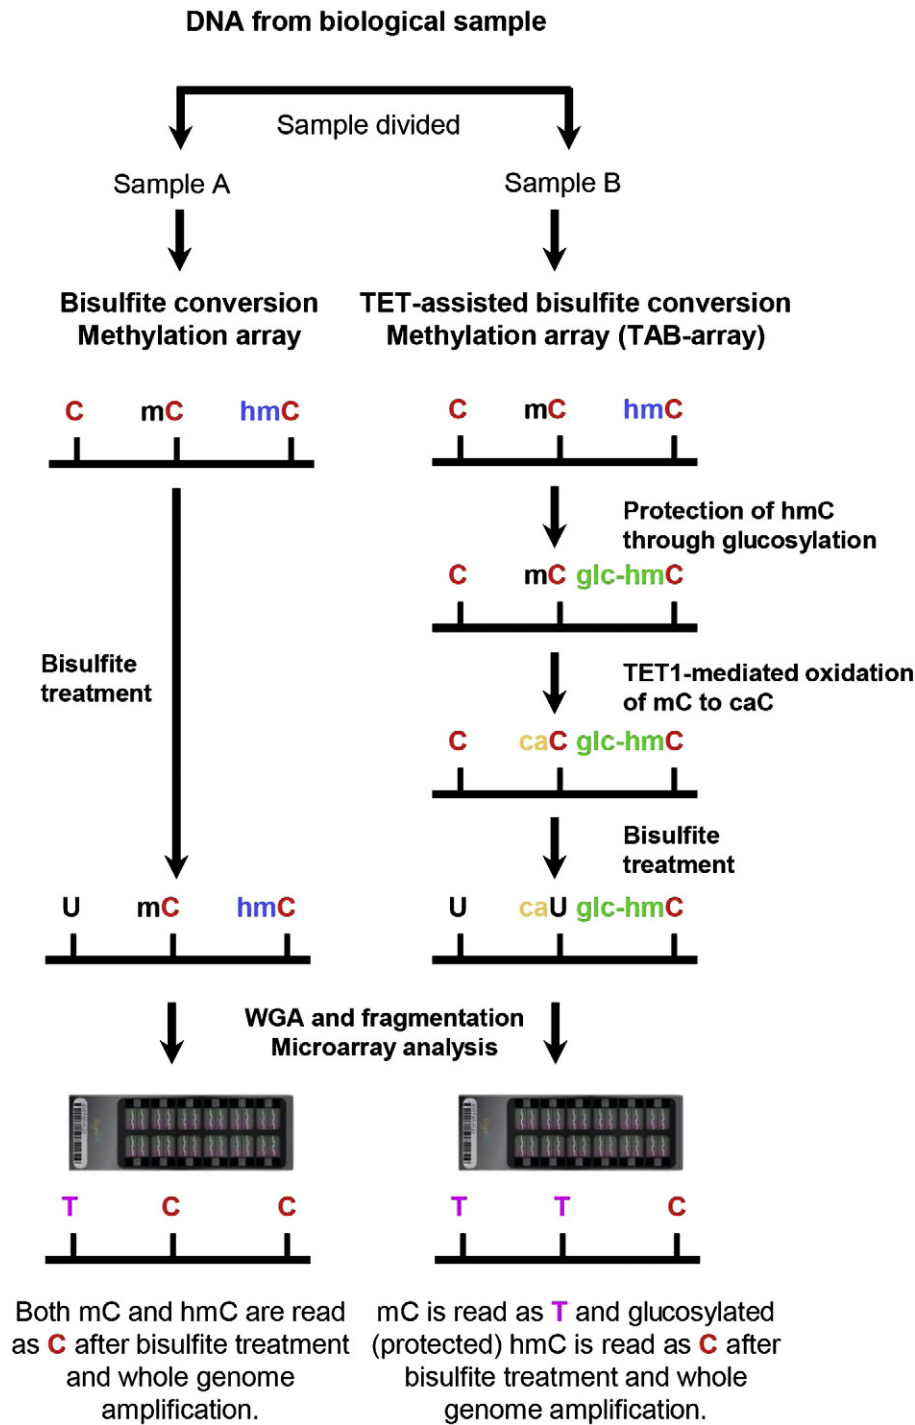 DNA from biological sample
Sample divided
Sample A
Sample B
Bisulfite conversion
Methylation array
TET-assisted bisulfite conversion
Methylation array (TAB-array)
C mC hmC
C mC hmC
Protection of hmC
through glucosylation
C mC glc-hmC
Bisulfite
treatment
TET1-mediated oxidation
of mC to caC
C caC glc-hmC
Bisulfite
treatment
U mC hmC
U caU glc-hmC
WGA and fragmentation
Microarray analysis
T C C
T T C
Both mC and hmC are read
as C after bisulfite treatment
and whole genome
amplification.
mC is read as T and glucosylated
(protected) hmC is read as C after
bisulfite treatment and whole
genome amplification.